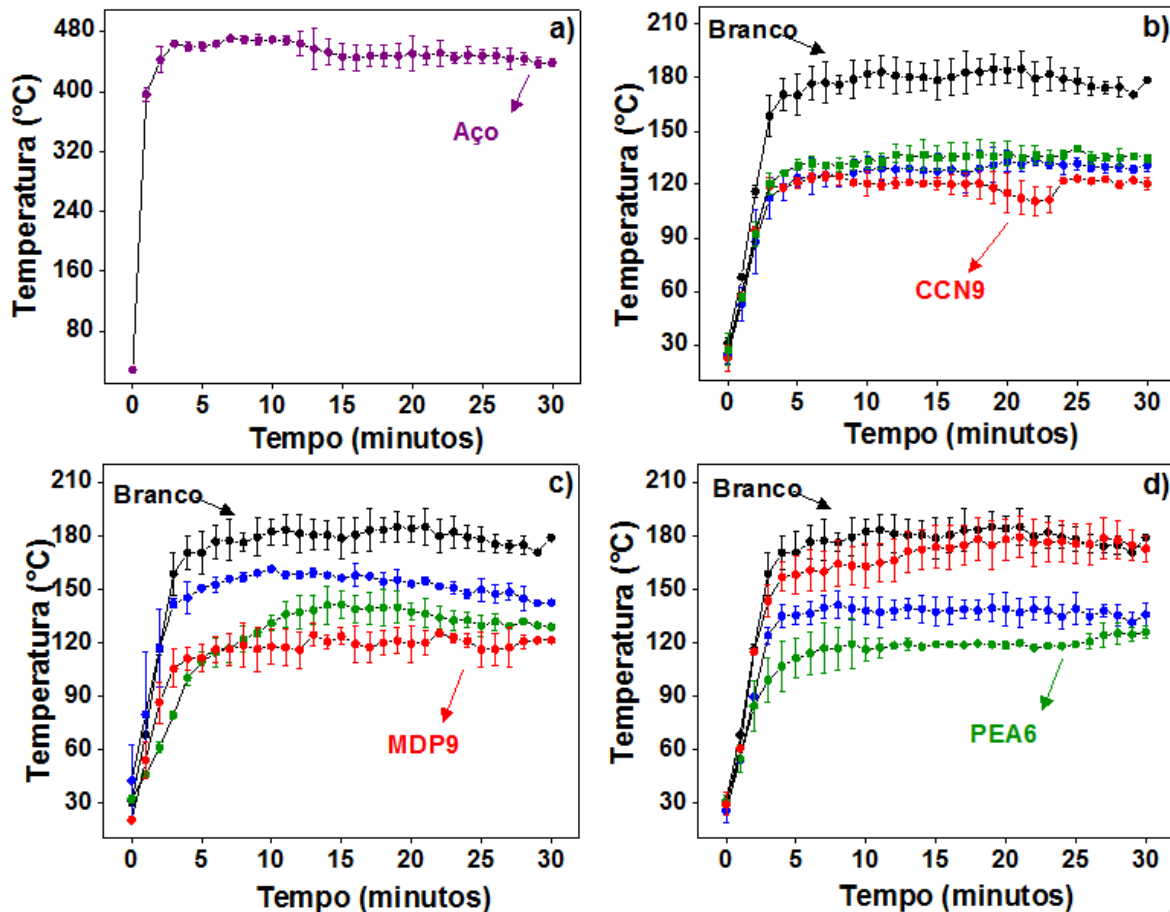 a)
Temperatura (°C)
480
400
320
240
160
80
Aço
0 5 10 15 20 25 30
Tempo (minutos)
b)
Temperatura (°C)
210
180
150
120
90
60
30
Branco
CCN9
0 5 10 15 20 25 30
Tempo (minutos)
c)
Temperatura (°C)
210
180
150
120
90
60
30
Branco
MDP9
0 5 10 15 20 25 30
Tempo (minutos)
d)
Temperatura (°C)
210
180
150
120
90
60
30
Branco
PEA6
0 5 10 15 20 25 30
Tempo (minutos)